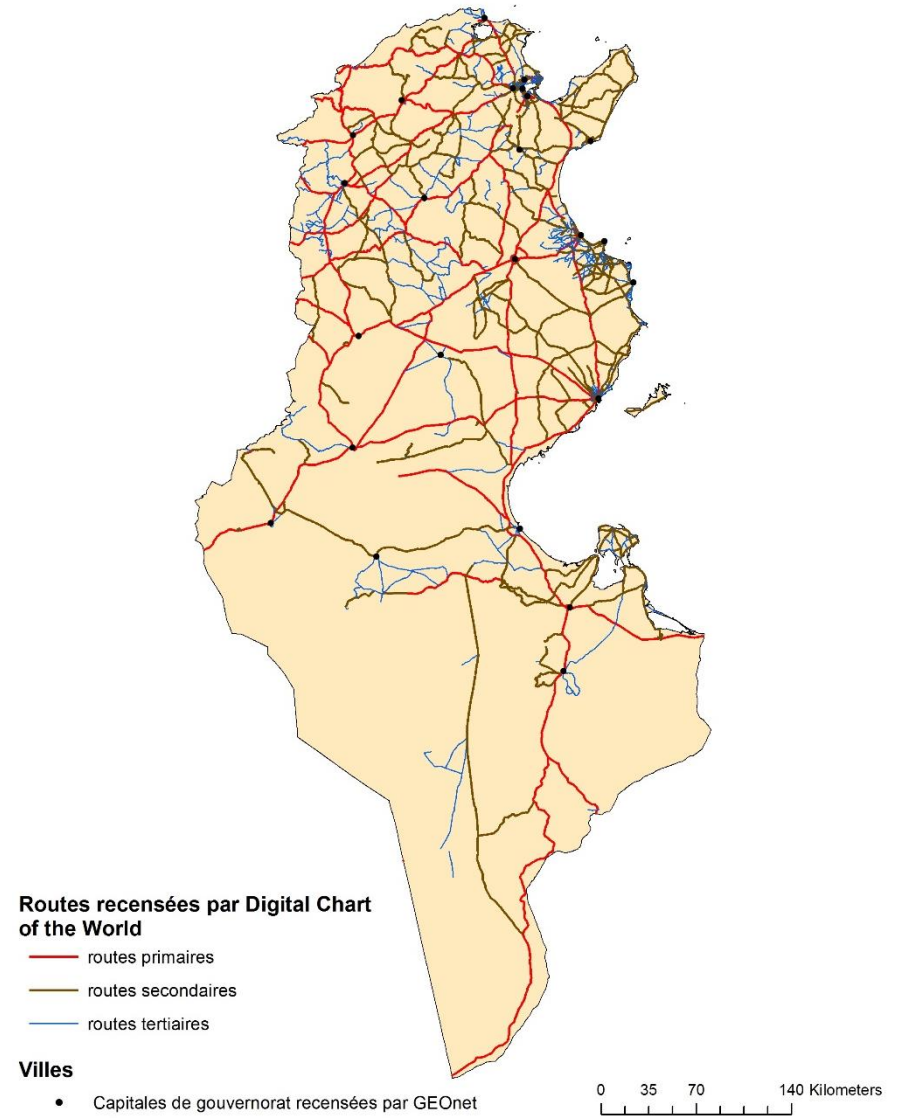 Routes recensées par Digital Chart
of the World
routes primaires
routes secondaires
routes tertiaires
Villes
Capitales de gouvernorat recensées par GEOnet
0 35 70 140 Kilometers